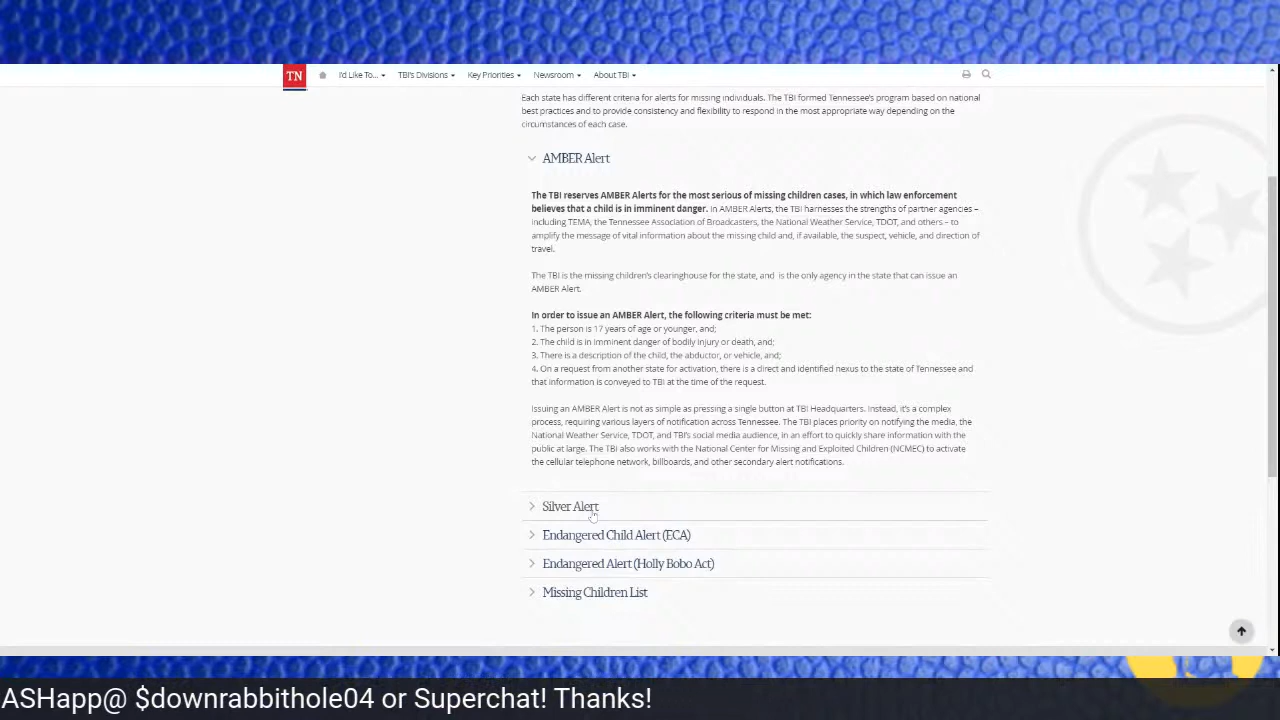 TN
I'd Like To...
TBI's Divisions
Key Priorities
Newsroom
About TBI
Each state has different criteria for alerts for missing individuals. The TBI formed Tennessee's program based on national
best practices and to provide consistency and flexibility to respond in the most appropriate way depending on the
circumstances of each case.
AMBER Alert
The TBI reserves AMBER Alerts for the most serious of missing children cases, in which law enforcement
believes that a child is in imminent danger. In AMBER Alerts, the TBI harnesses the strengths of partner agencies –
including TEMA, the Tennessee Association of Broadcasters, the National Weather Service, TDOT, and others – to
amplify the message of vital information about the missing child and, if available, the suspect, vehicle, and direction of
travel.
The TBI is the missing children's clearinghouse for the state, and is the only agency in the state that can issue an
AMBER Alert.
In order to issue an AMBER Alert, the following criteria must be met:
1. The person is 17 years of age or younger, and;
2. The child is in imminent danger of bodily injury or death, and;
3. There is a description of the child, the abductor, or vehicle, and;
4. On a request from another state for activation, there is a direct and identified nexus to the state of Tennessee and
that information is conveyed to TBI at the time of the request.
Issuing an AMBER Alert is not as simple as pressing a single button at TBI Headquarters. Instead, it's a complex
process, requiring various layers of notification across Tennessee. The TBI places priority on notifying the media, the
National Weather Service, TDOT, and TBI's social media audience, in an effort to quickly share information with the
public at large. The TBI also works with the National Center for Missing and Exploited Children (NCMEC) to activate
the cellular telephone network, billboards, and other secondary alert notifications.
Silver Alert
Endangered Child Alert (ECA)
Endangered Alert (Holly Bobo Act)
Missing Children List
ASHapp@ $downrabbithole04 or Superchat! Thanks!